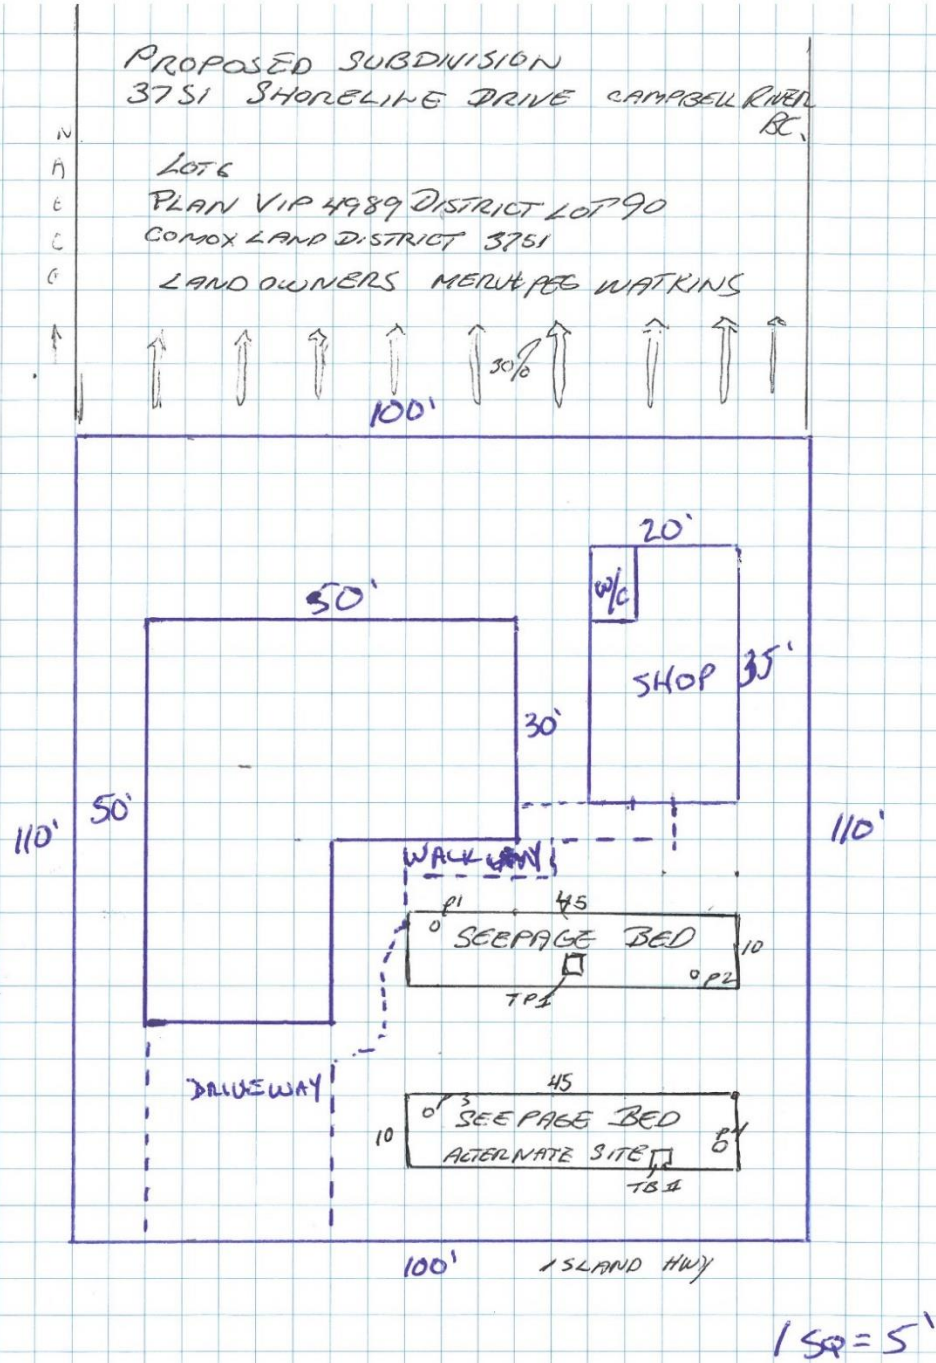 PROPOSED SUBDIVISION
3751 SHORELINE DRIVE CAMPBELL RIVER
BC.
LOT 6
PLAN VIP 4989 DISTRICT LOT 90
COMOX LAND DISTRICT 3751
LAND OWNERS MERV & PEG WATKINS
30%
100'
20'
W/C
50'
SHOP
35'
30'
50'
110'
110'
WALKWAY
P1
45
SEEPAGE BED
10
P2
TP1
DRIVEWAY
45
P3
SEEPAGE BED
P4
10
ALTERNATE SITE
100'
ISLAND HWY
1 SQ = 5'